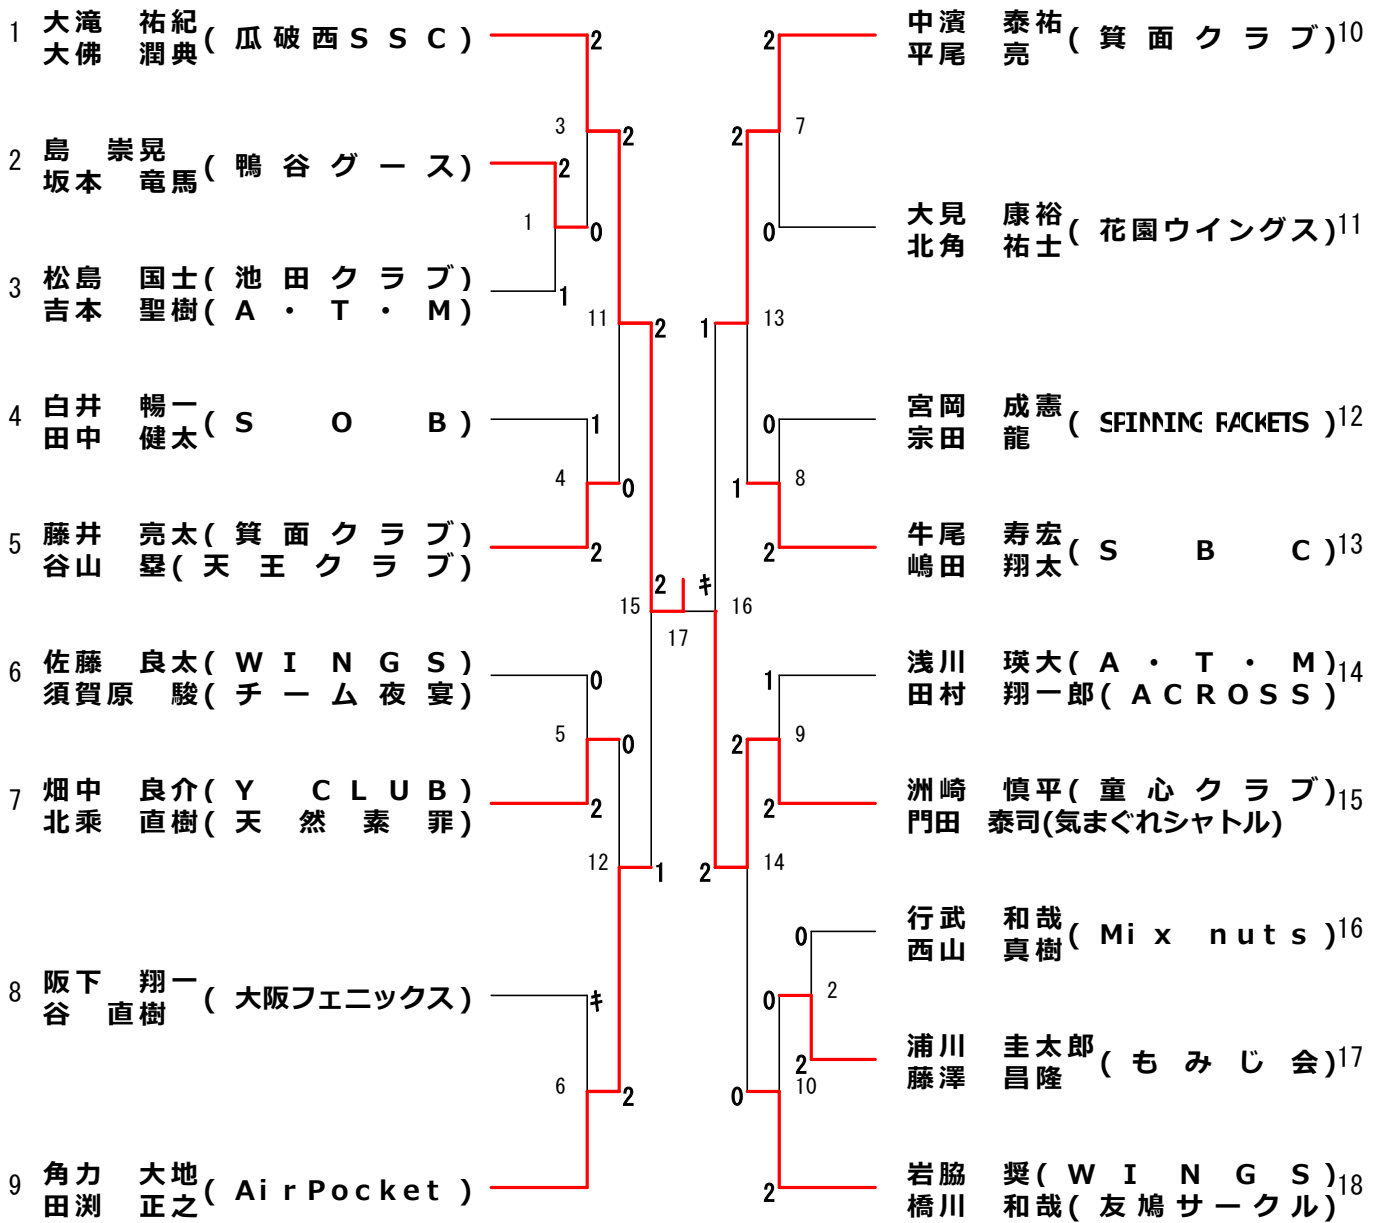 1 大滝 祐紀
大佛 潤典 ( 瓜破西ＳＳＣ )
2 島 崇晃
坂本 竜馬 ( 鴨谷グース )
3 松島 国士 ( 池田クラブ )
吉本 聖樹 ( Ａ・Ｔ・Ｍ )
4 白井 暢一
田中 健太 ( ＳＯＢ )
5 藤井 亮太 ( 箕面クラブ )
谷山 塁 ( 天王クラブ )
6 佐藤 良太 ( ＷＩＮＧＳ )
須賀原 駿 ( チーム夜宴 )
7 畑中 良介 ( Ｙ ＣＬＵＢ )
北乘 直樹 ( 天然素罪 )
8 阪下 翔一
谷 直樹 ( 大阪フェニックス )
9 角力 大地
田渕 正之 ( AirPocket )
2
3
2
2
1
0
1
11
2
1
4
0
2
15
2
17
0
5
0
2
12
1
キ
6
2
2
7
2
0
1
13
0
8
1
2
キ
16
1
9
2
2
14
2
0
2
0
2
10
0
2
中濱 泰祐
平尾 亮 ( 箕面クラブ ) 10
大見 康裕
北角 祐士 ( 花園ウイングス ) 11
宮岡 成憲
宗田 龍 ( SPINNING RACKETS ) 12
牛尾 寿宏
嶋田 翔太 ( ＳＢＣ ) 13
浅川 瑛大 ( Ａ・Ｔ・Ｍ ) 14
田村 翔一郎 ( ＡＣＲＯＳＳ )
洲崎 慎平 ( 童心クラブ ) 15
門田 泰司(気まぐれシャトル)
行武 和哉
西山 真樹 ( Mix nuts ) 16
浦川 圭太郎
藤澤 昌隆 ( もみじ会 ) 17
岩脇 奨 ( ＷＩＮＧＳ ) 18
橋川 和哉 ( 友鳩サークル )